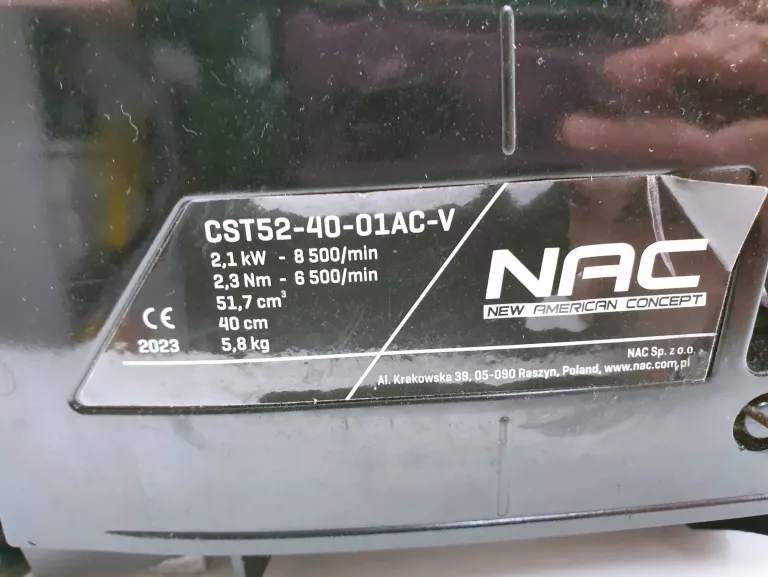 CST52-40-01AC-V
2,1 kW - 8 500/min
2,3 Nm - 6 500/min
51,7 cm³
40 cm
5,8 kg
CE
2023
NAC
NEW AMERICAN CONCEPT
NAC Sp. z o.o.
Al. Krakowska 39, 05-090 Raszyn, Poland, www.nac.com.pl